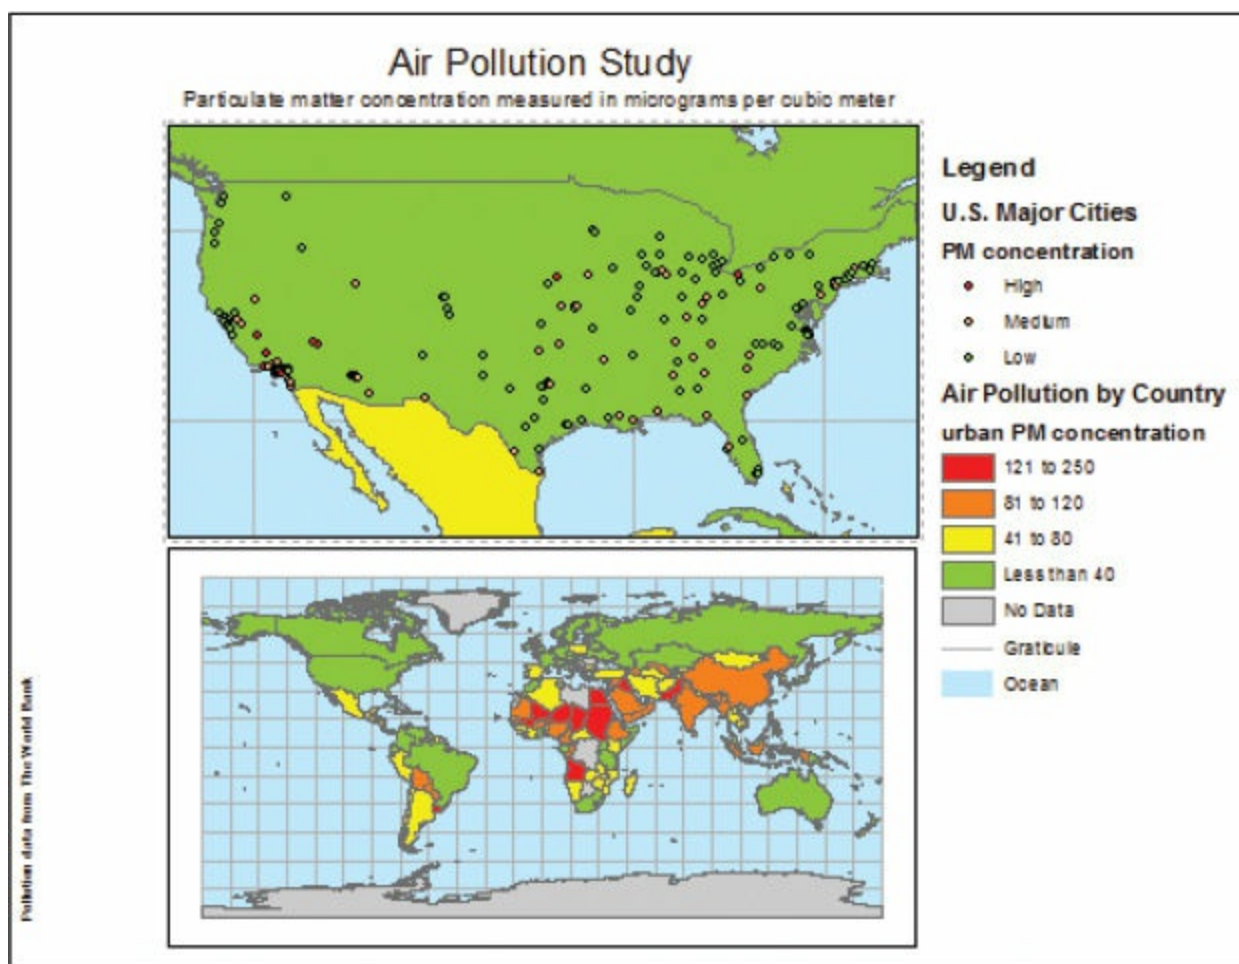 Air Pollution Study
Particulate matter concentration measured in micrograms per cubic meter
Legend
U.S. Major Cities
PM concentration
High
Medium
Low
Air Pollution by Country
urban PM concentration
121 to 250
81 to 120
41 to 80
Less than 40
No Data
Graticule
Ocean
Pollution data from The World Bank